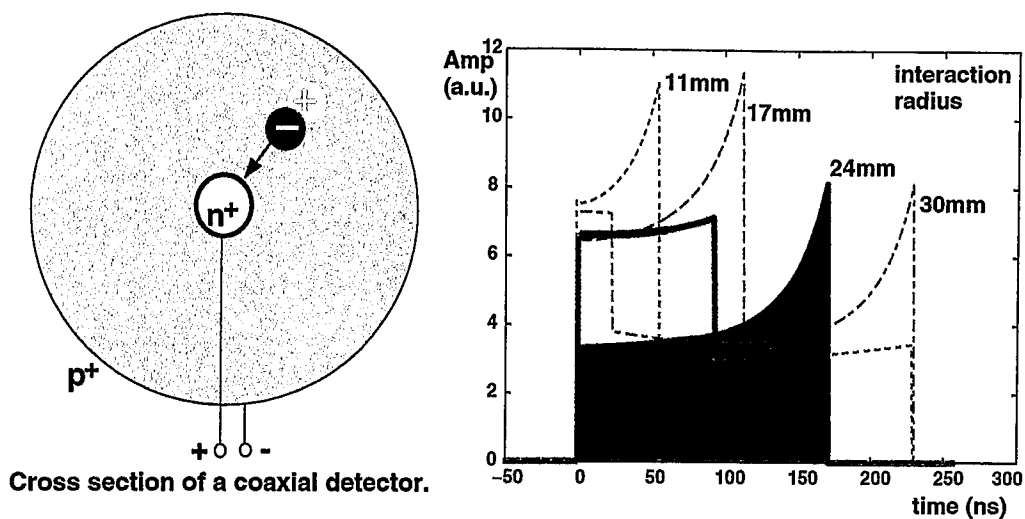 −
+
n⁺
p⁺
+ -
Cross section of a coaxial detector.
Amp
(a.u.)
12
10
8
6
4
2
0
interaction
radius
11mm
17mm
24mm
30mm
−50 0 50 100 150 200 250 300
time (ns)